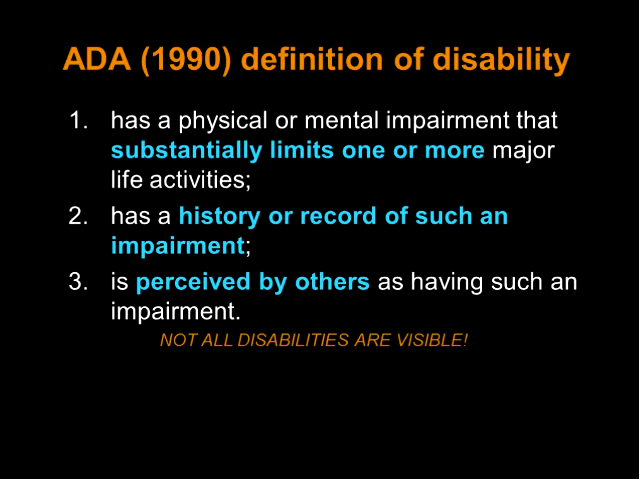 ADA (1990) definition of disability
1. has a physical or mental impairment that
substantially limits one or more major
life activities;
2. has a history or record of such an
impairment;
3. is perceived by others as having such an
impairment.
NOT ALL DISABILITIES ARE VISIBLE!